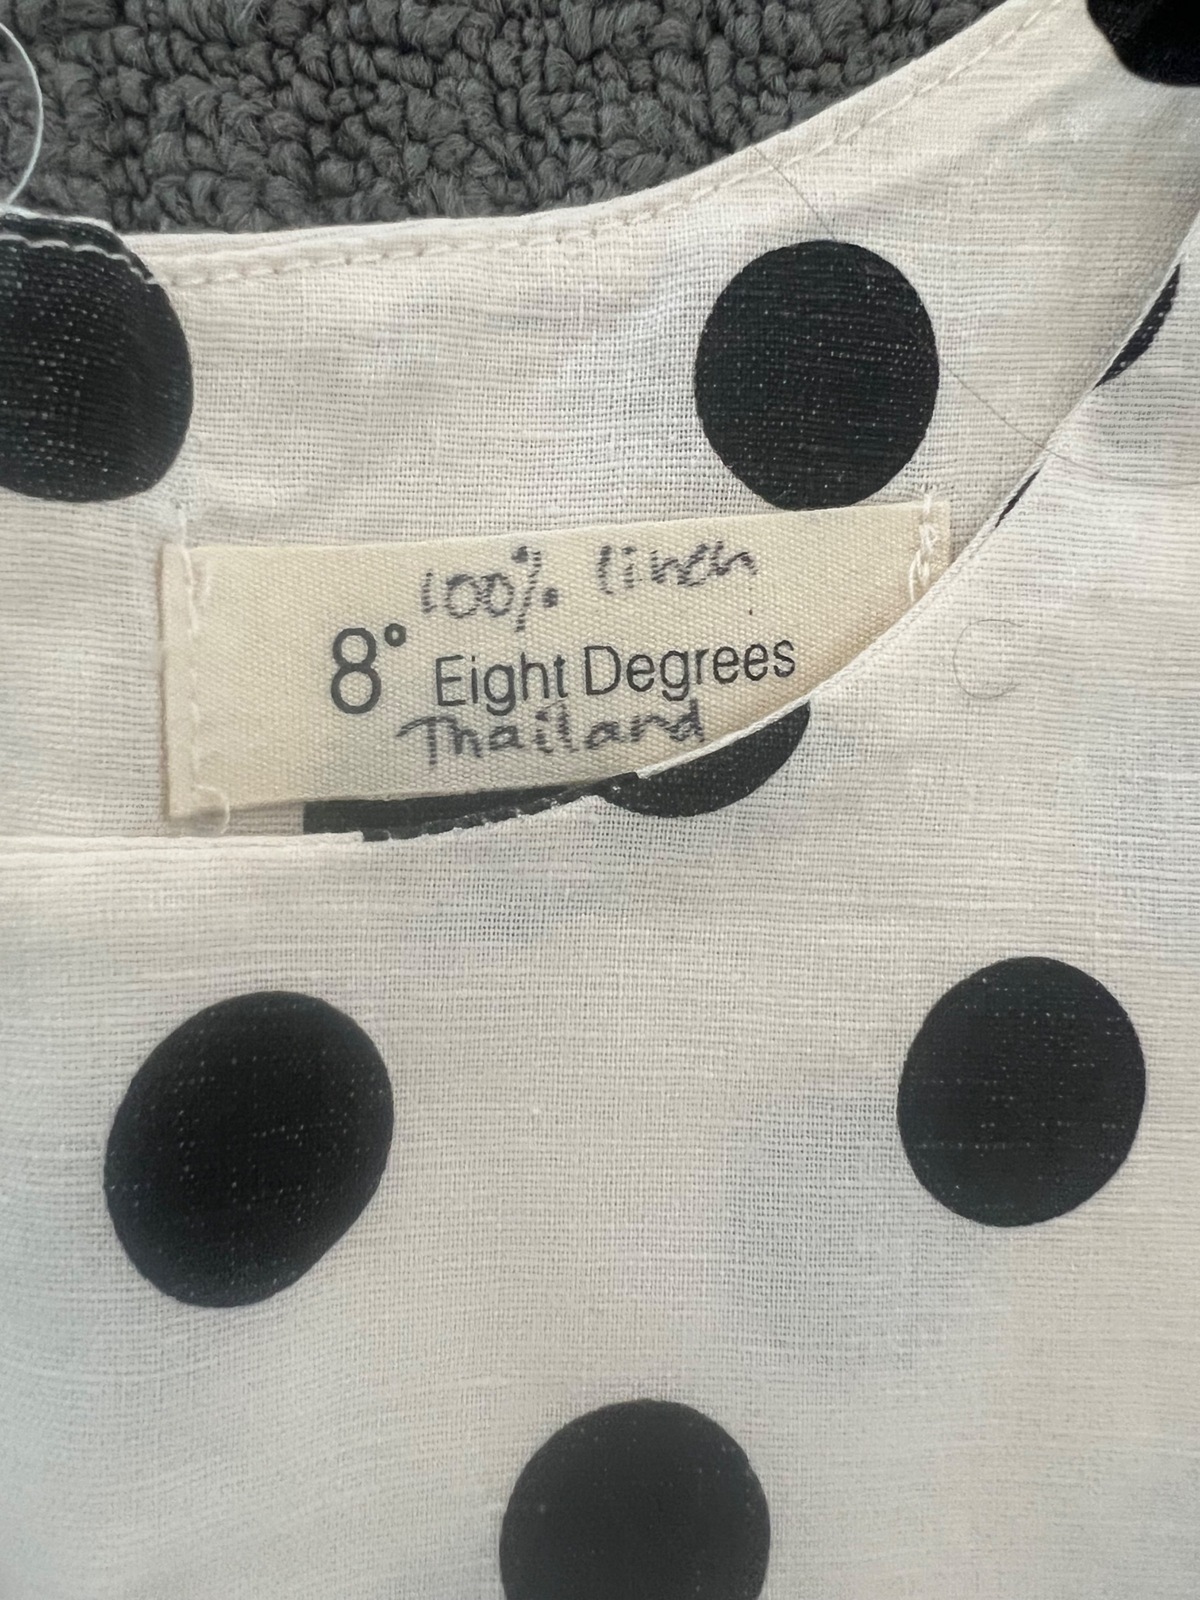 100% linen
8° Eight Degrees
Thailand